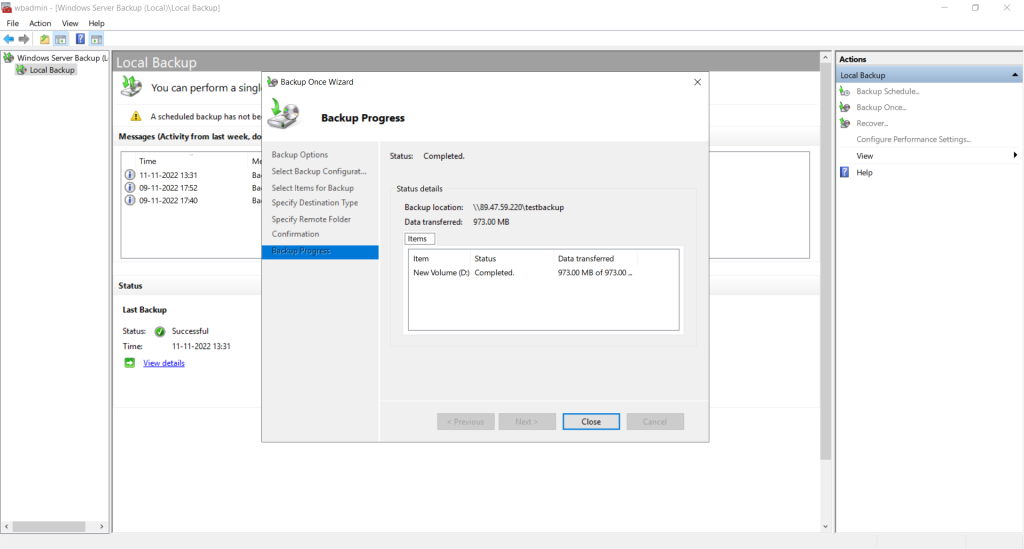 wbadmin - [Windows Server Backup (Local)\Local Backup]
File Action View Help
Windows Server Backup (L
Local Backup
Local Backup
You can perform a singl
A scheduled backup has not be
Messages (Activity from last week, do
Time Me
11-11-2022 13:31 Ba
09-11-2022 17:52 Ba
09-11-2022 17:40 Ba
Status
Last Backup
Status: Successful
Time: 11-11-2022 13:31
View details
Backup Once Wizard
Backup Progress
Backup Options
Select Backup Configurat...
Select Items for Backup
Specify Destination Type
Specify Remote Folder
Confirmation
Backup Progress
Status: Completed.
Status details
Backup location: \\89.47.59.220\testbackup
Data transferred: 973.00 MB
Items
Item Status Data transferred
New Volume (D:) Completed. 973.00 MB of 973.00 ...
< Previous Next > Close Cancel
Actions
Local Backup
Backup Schedule...
Backup Once...
Recover...
Configure Performance Settings...
View
Help